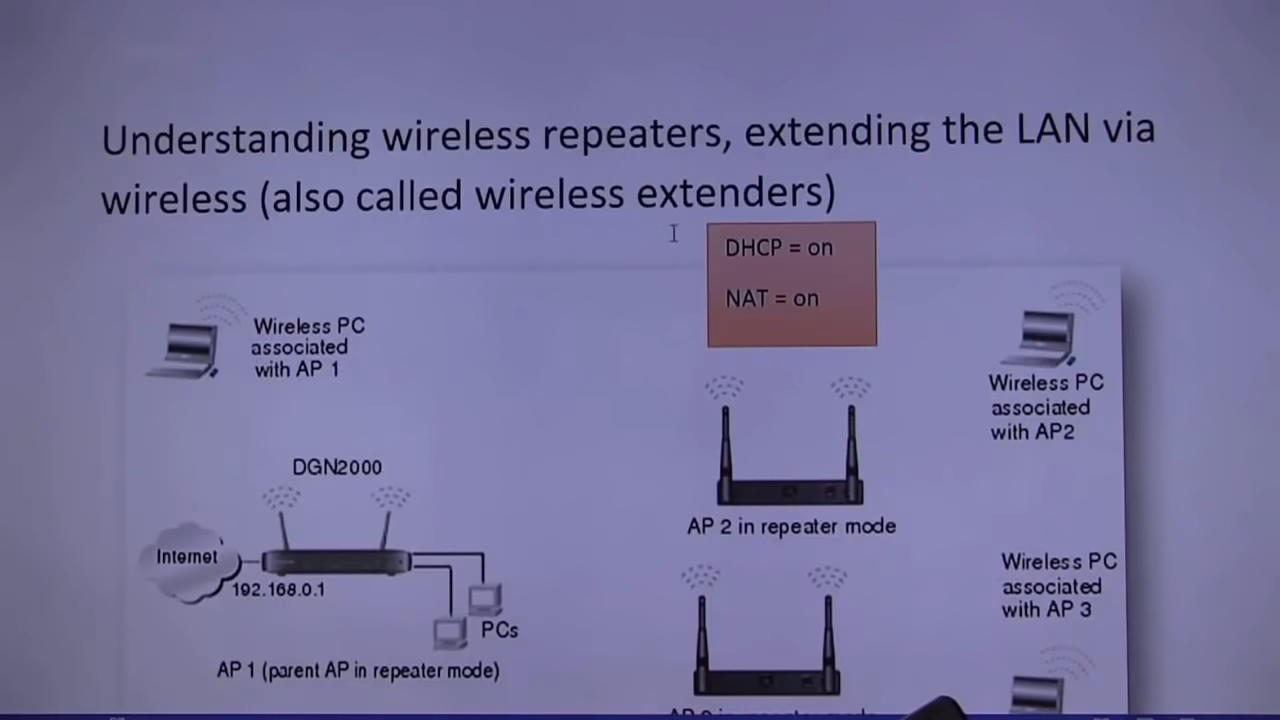 Understanding wireless repeaters, extending the LAN via
wireless (also called wireless extenders)
DHCP = on
NAT = on
Wireless PC
associated
with AP 1
Wireless PC
associated
with AP2
DGN2000
Internet
192.168.0.1
PCs
AP 1 (parent AP in repeater mode)
AP 2 in repeater mode
Wireless PC
associated
with AP 3